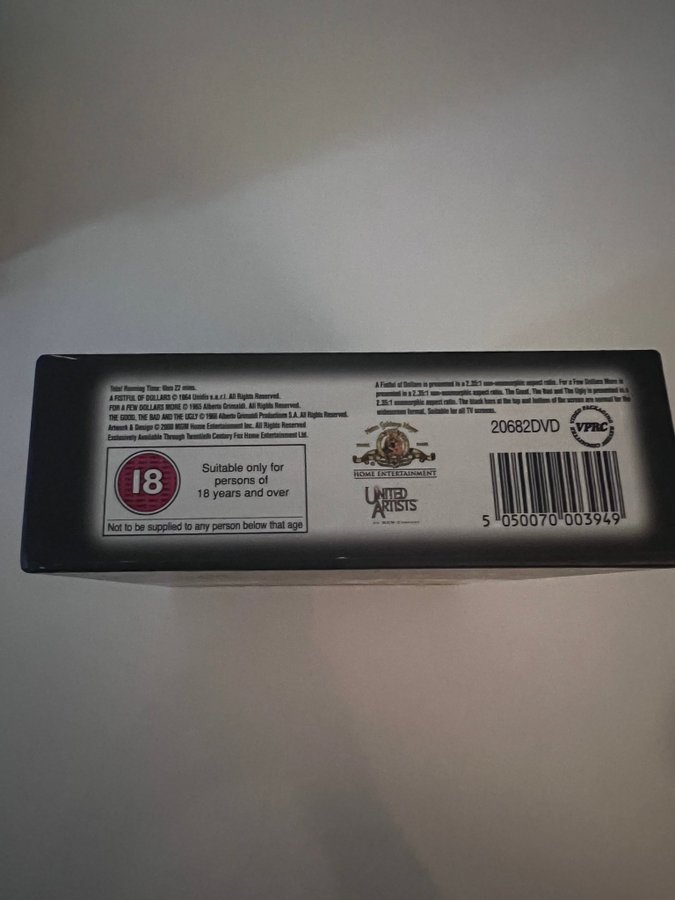 Total Running Time: 6hrs 22 mins.
A FISTFUL OF DOLLARS © 1964 Unidis s.a.r.l. All Rights Reserved.
FOR A FEW DOLLARS MORE © 1965 Alberto Grimaldi. All Rights Reserved.
THE GOOD, THE BAD AND THE UGLY © 1966 Alberto Grimaldi Productions S.A. All Rights Reserved.
Artwork & Design © 2000 MGM Home Entertainment Inc. All Rights Reserved
Exclusively Available Through Twentieth Century Fox Home Entertainment Ltd.
18
Suitable only for
persons of
18 years and over
Not to be supplied to any person below that age
A Fistful of Dollars is presented in a 2.35:1 non-anamorphic aspect ratio. For a Few Dollars More is
presented in a 2.35:1 non-anamorphic aspect ratio. The Good, The Bad and The Ugly is presented in a
2.35:1 anamorphic aspect ratio. The black bars at the top and bottom of the screen are normal for the
widescreen format. Suitable for all TV screens.
HOME ENTERTAINMENT
UNITED
ARTISTS
20682DVD
VPRC
5 050070 003949